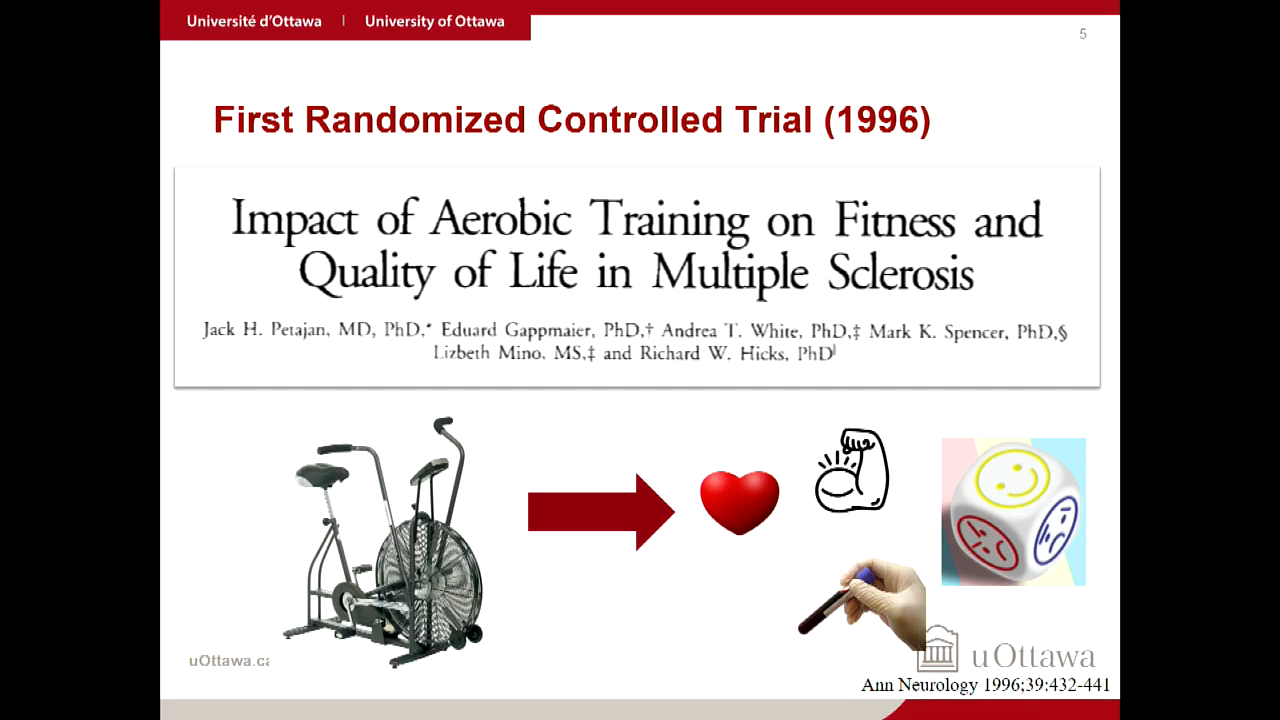 Université d'Ottawa | University of Ottawa
5
First Randomized Controlled Trial (1996)
Impact of Aerobic Training on Fitness and
Quality of Life in Multiple Sclerosis
Jack H. Petajan, MD, PhD,* Eduard Gappmaier, PhD,† Andrea T. White, PhD,‡ Mark K. Spencer, PhD,§
Lizbeth Mino, MS,‡ and Richard W. Hicks, PhD‖
uOttawa.ca
uOttawa
Ann Neurology 1996;39:432-441